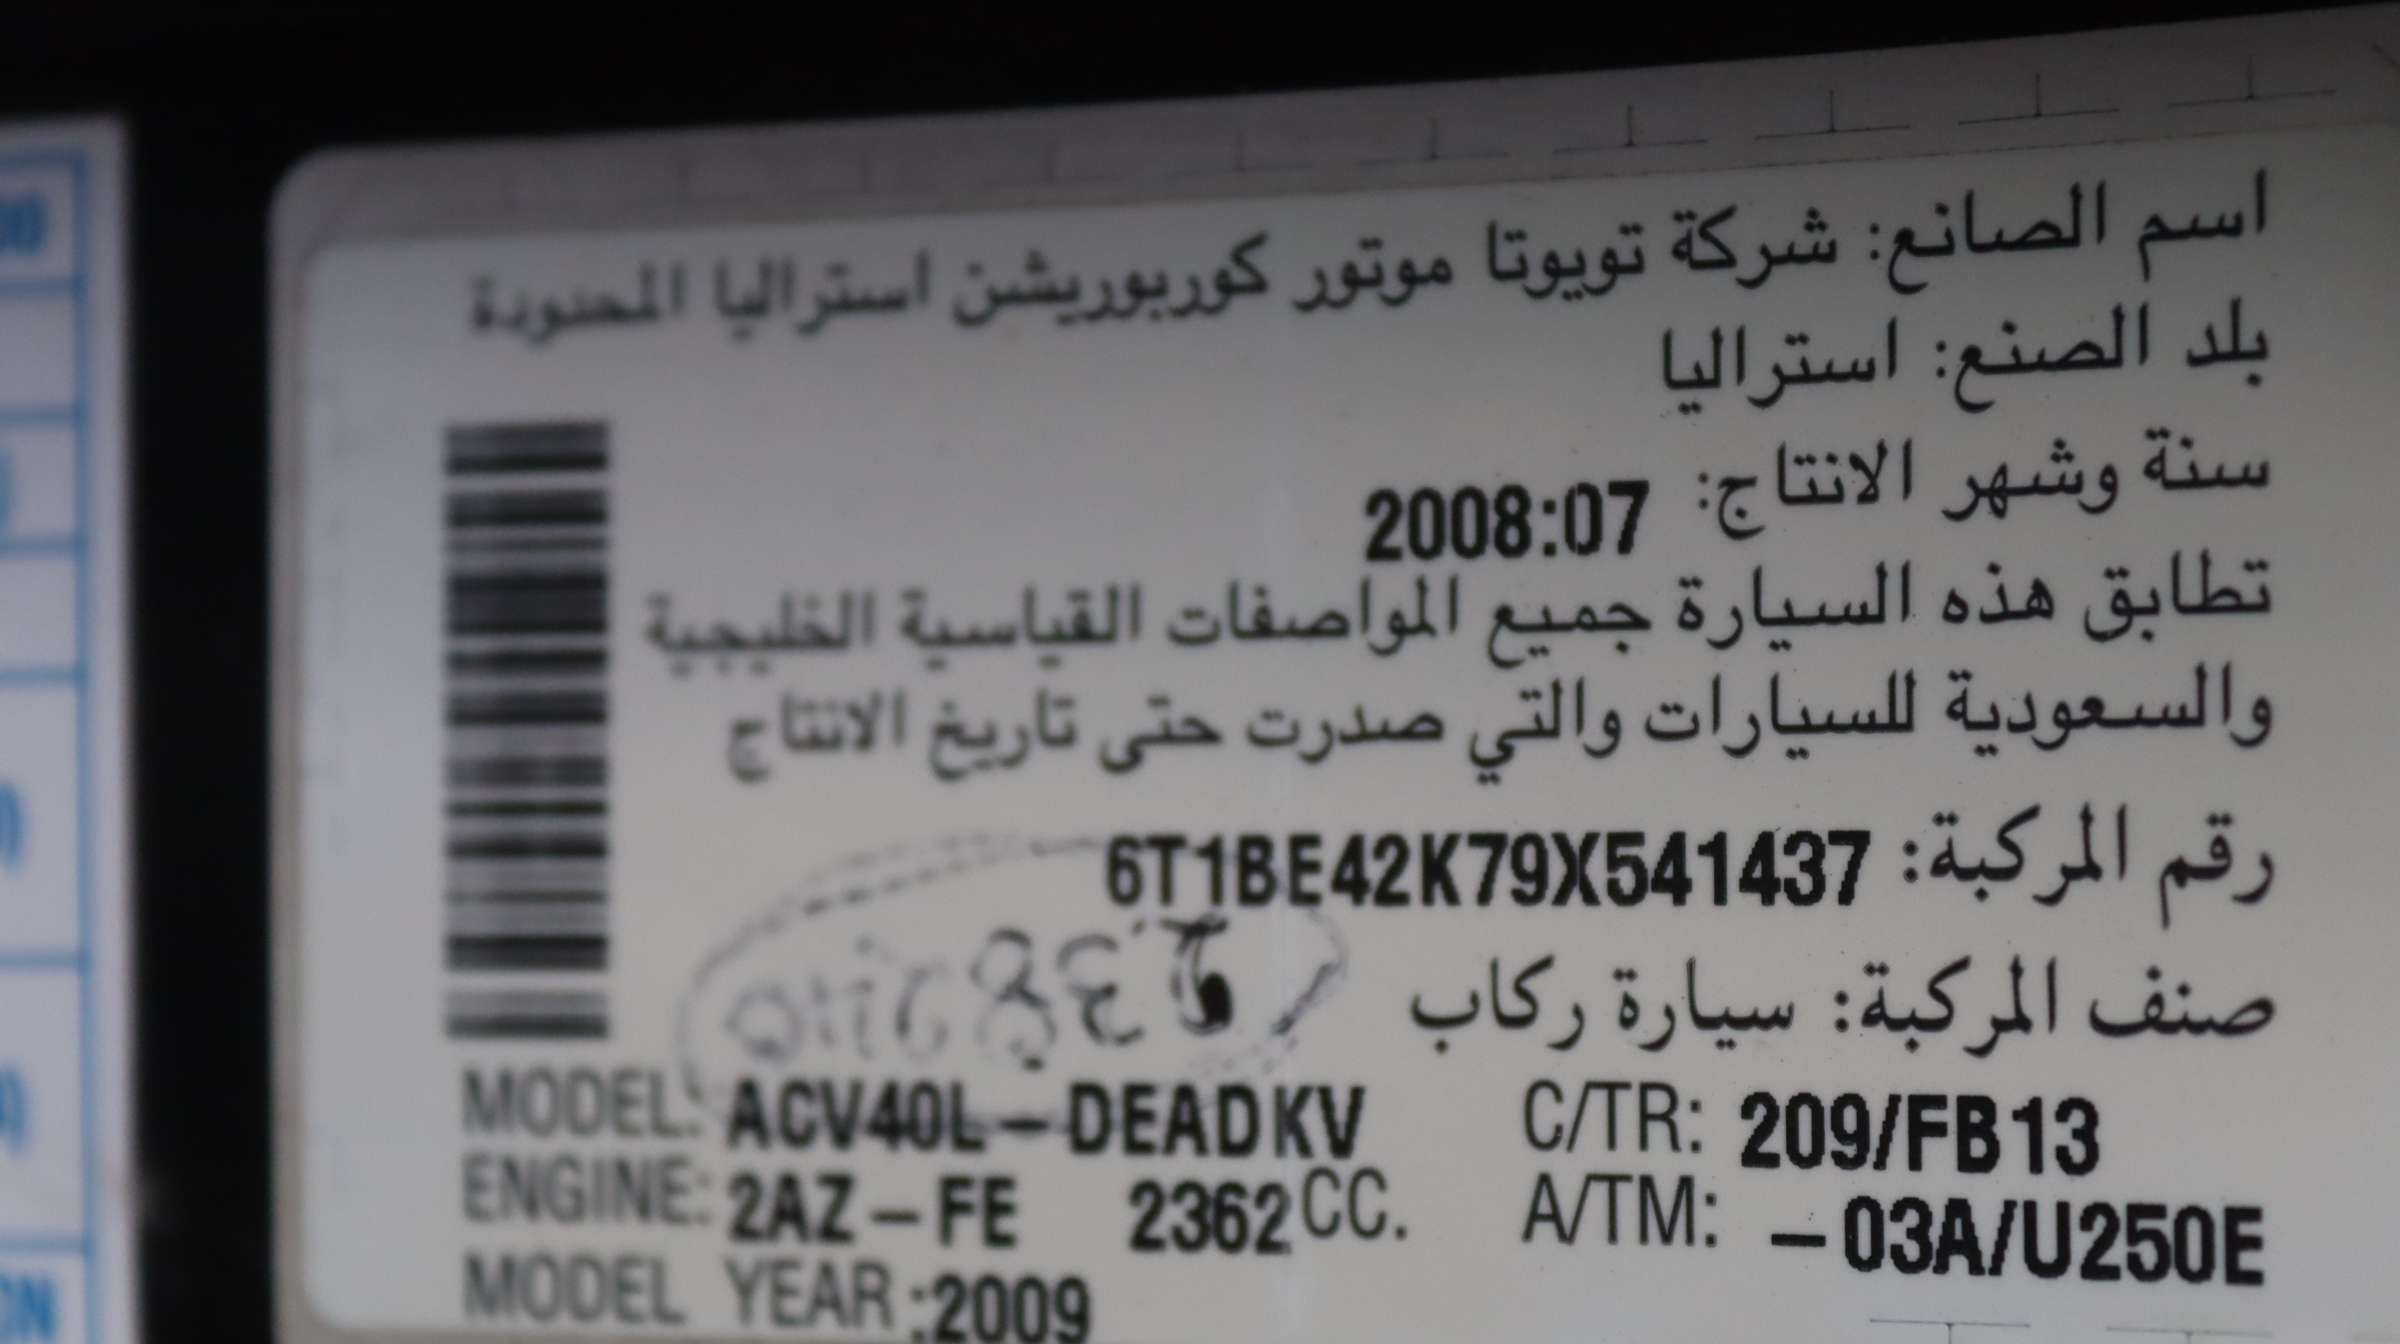 اسم الصانع: شركة تويوتا موتور كوربوريشن استراليا المحدودة
بلد الصنع: استراليا
سنة وشهر الانتاج: 2008:07
تطابق هذه السيارة جميع المواصفات القياسية الخليجية
والسعودية للسيارات والتي صدرت حتى تاريخ الانتاج
رقم المركبة: 6T1BE42K79X541437
صنف المركبة: سيارة ركاب
MODEL: ACV40L-DEADKV C/TR: 209/FB13
ENGINE: 2AZ-FE 2362CC. A/TM: -03A/U250E
MODEL YEAR:2009